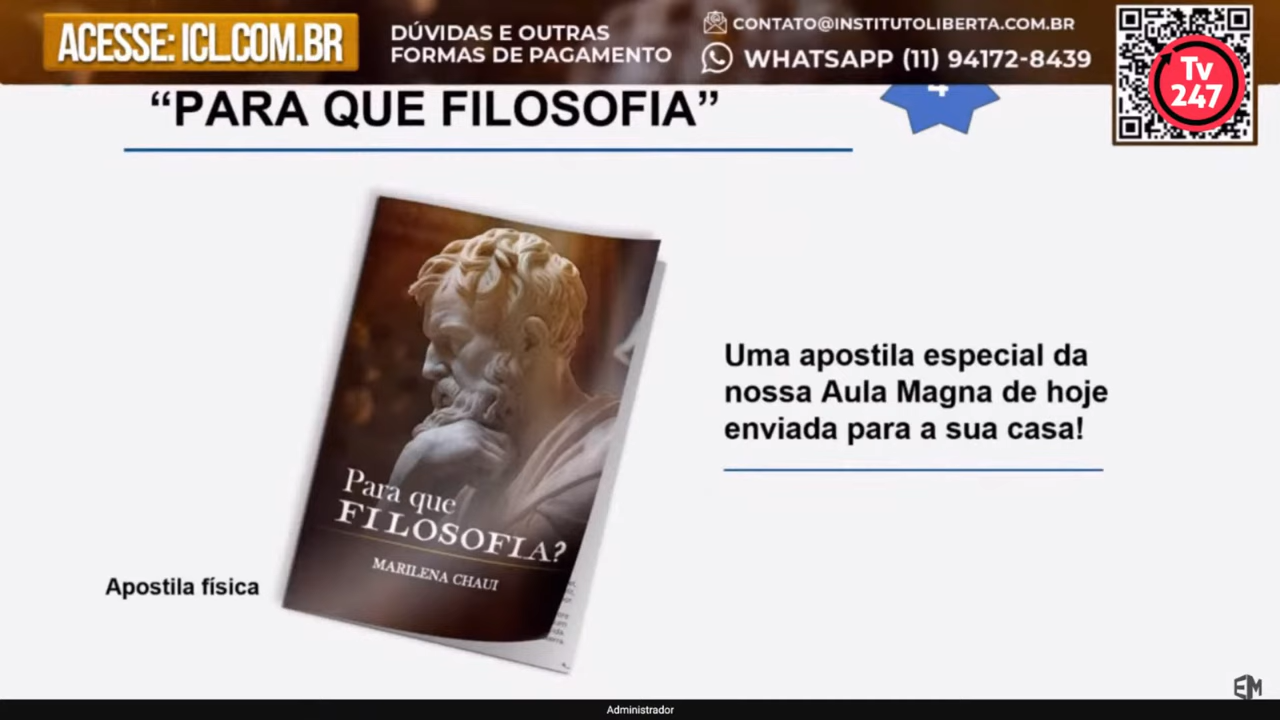 ACESSE: ICL.COM.BR
DÚVIDAS E OUTRAS
FORMAS DE PAGAMENTO
CONTATO@INSTITUTOLIBERTA.COM.BR
WHATSAPP (11) 94172-8439
Tv
247
“PARA QUE FILOSOFIA”
Para que
FILOSOFIA?
MARILENA CHAUI
Uma apostila especial da
nossa Aula Magna de hoje
enviada para a sua casa!
Apostila física
EM
Administrador